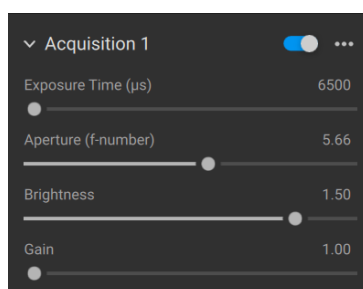 Acquisition 1
Exposure Time (µs) 6500
Aperture (f-number) 5.66
Brightness 1.50
Gain 1.00